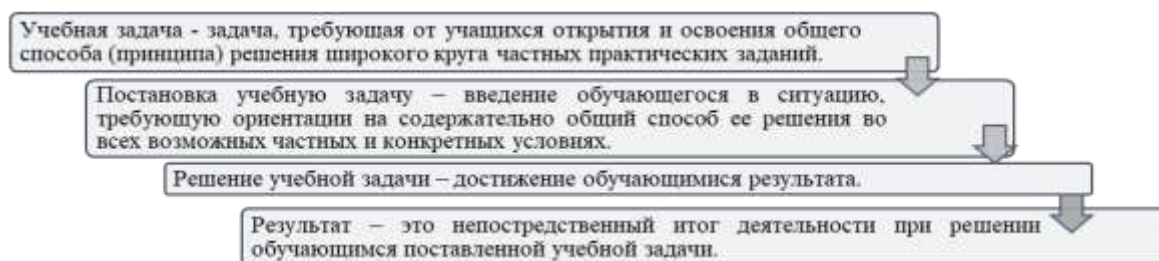 Учебная задача - задача, требующая от учащихся открытия и освоения общего
способа (принципа) решения широкого круга частных практических заданий.
Постановка учебную задачу – введение обучающегося в ситуацию,
требующую ориентации на содержательно общий способ ее решения во
всех возможных частных и конкретных условиях.
Решение учебной задачи – достижение обучающимися результата.
Результат – это непостредственный итог деятельности при решении
обучающимся поставленной учебной задачи.